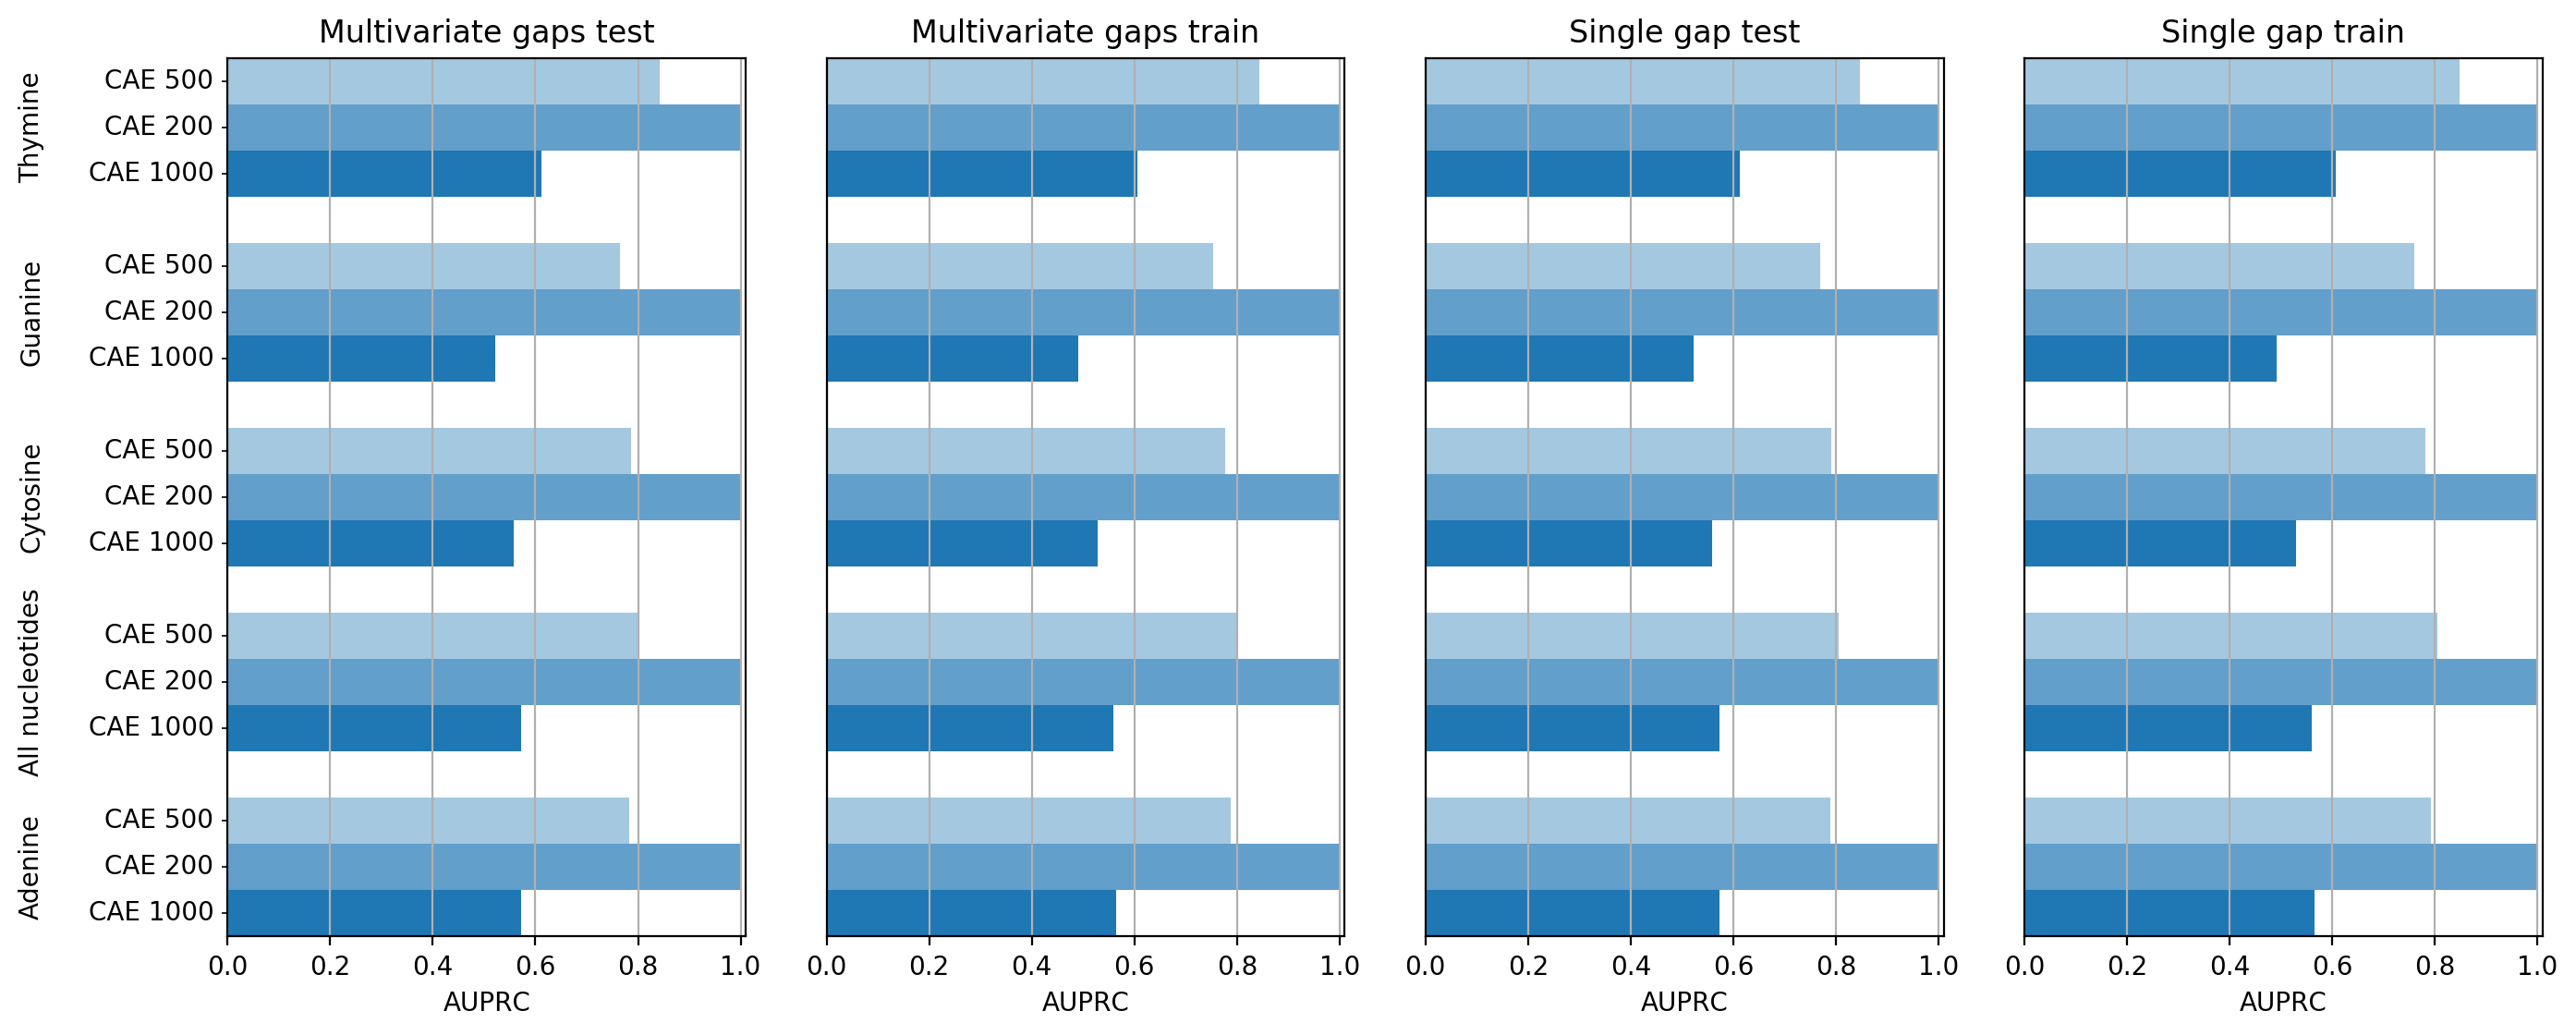 Multivariate gaps test
Multivariate gaps train
Single gap test
Single gap train
Thymine
CAE 500
CAE 200
CAE 1000
Guanine
CAE 500
CAE 200
CAE 1000
Cytosine
CAE 500
CAE 200
CAE 1000
All nucleotides
CAE 500
CAE 200
CAE 1000
Adenine
CAE 500
CAE 200
CAE 1000
0.0 0.2 0.4 0.6 0.8 1.0
0.0 0.2 0.4 0.6 0.8 1.0
0.0 0.2 0.4 0.6 0.8 1.0
0.0 0.2 0.4 0.6 0.8 1.0
AUPRC
AUPRC
AUPRC
AUPRC